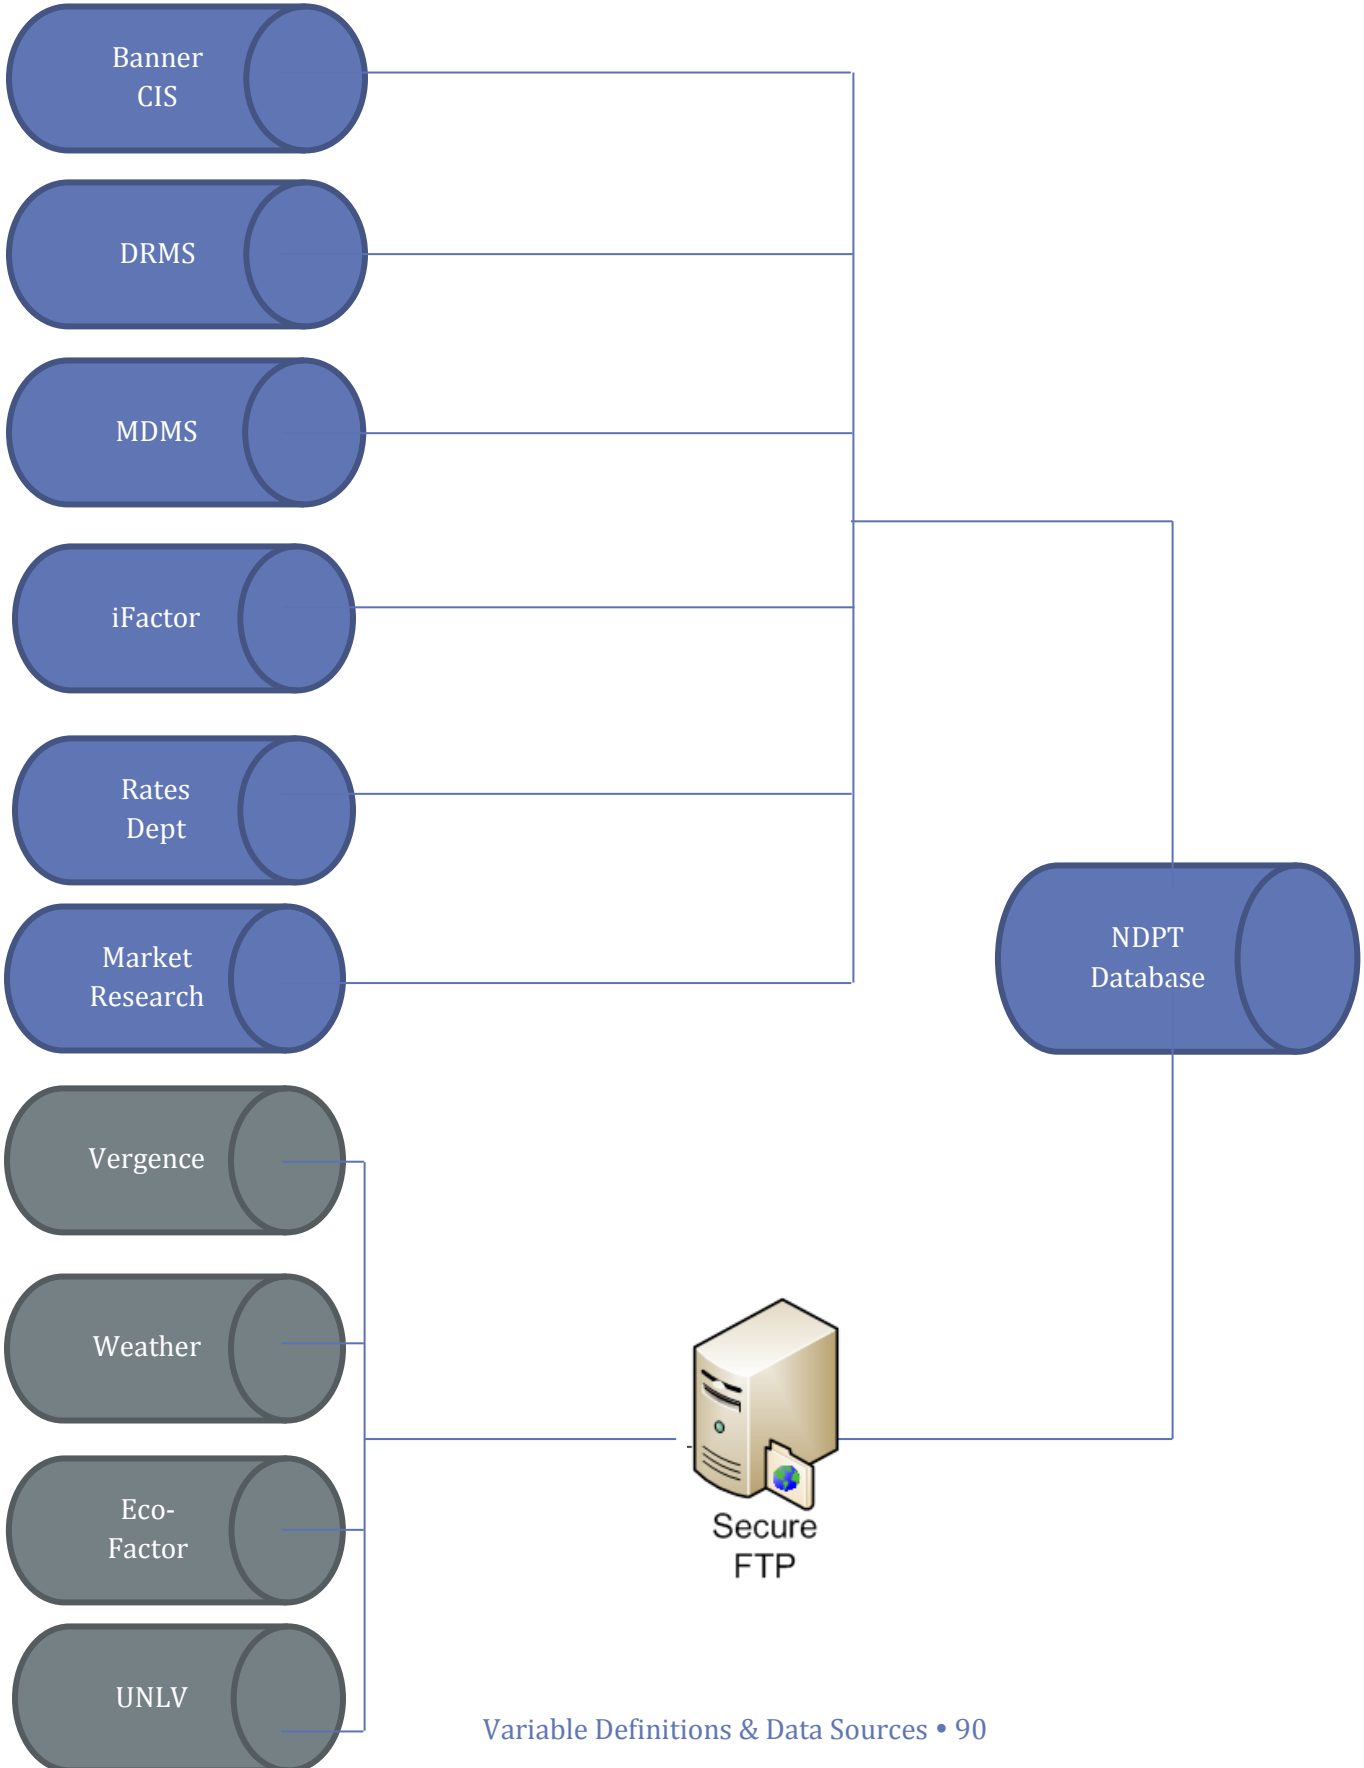 Banner
CIS
DRMS
MDMS
iFactor
Rates
Dept
Market
Research
NDPT
Database
Vergence
Weather
Eco-
Factor
UNLV
Secure
FTP
Variable Definitions & Data Sources • 90